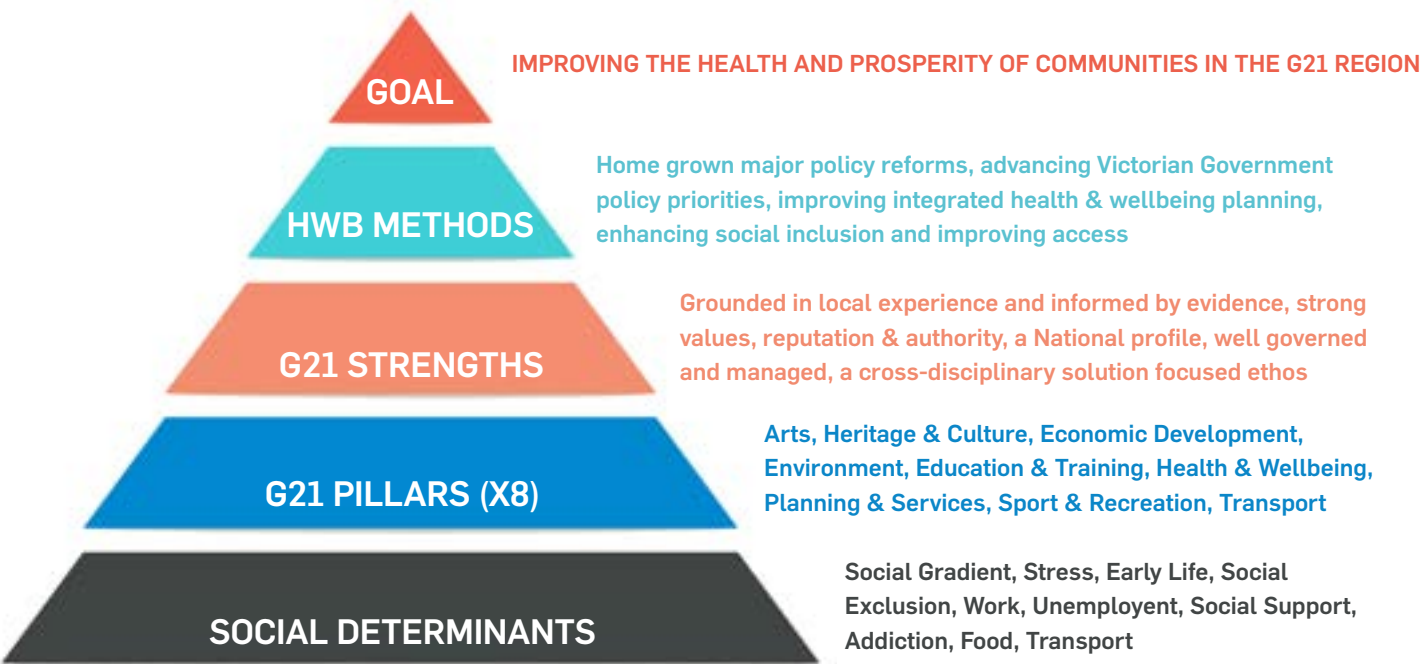 GOAL
IMPROVING THE HEALTH AND PROSPERITY OF COMMUNITIES IN THE G21 REGION
HWB METHODS
Home grown major policy reforms, advancing Victorian Government
policy priorities, improving integrated health & wellbeing planning,
enhancing social inclusion and improving access
G21 STRENGTHS
Grounded in local experience and informed by evidence, strong
values, reputation & authority, a National profile, well governed
and managed, a cross-disciplinary solution focused ethos
G21 PILLARS (X8)
Arts, Heritage & Culture, Economic Development,
Environment, Education & Training, Health & Wellbeing,
Planning & Services, Sport & Recreation, Transport
SOCIAL DETERMINANTS
Social Gradient, Stress, Early Life, Social
Exclusion, Work, Unemployent, Social Support,
Addiction, Food, Transport